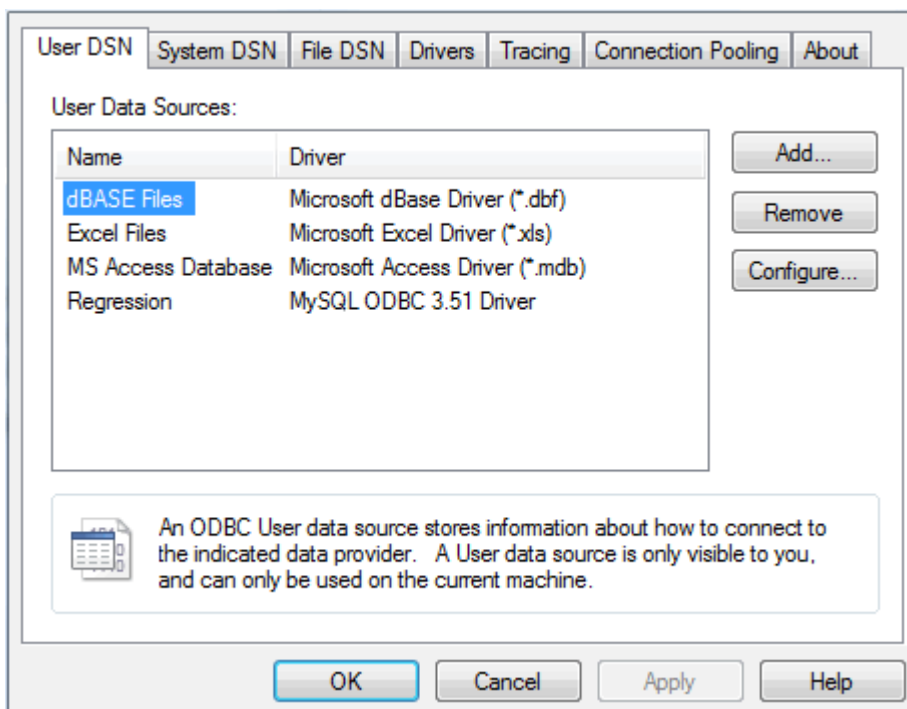 User DSN System DSN File DSN Drivers Tracing Connection Pooling About
User Data Sources:
Name Driver
dBASE Files Microsoft dBase Driver (*.dbf)
Excel Files Microsoft Excel Driver (*.xls)
MS Access Database Microsoft Access Driver (*.mdb)
Regression MySQL ODBC 3.51 Driver
Add...
Remove
Configure...
An ODBC User data source stores information about how to connect to
the indicated data provider. A User data source is only visible to you,
and can only be used on the current machine.
OK Cancel Apply Help